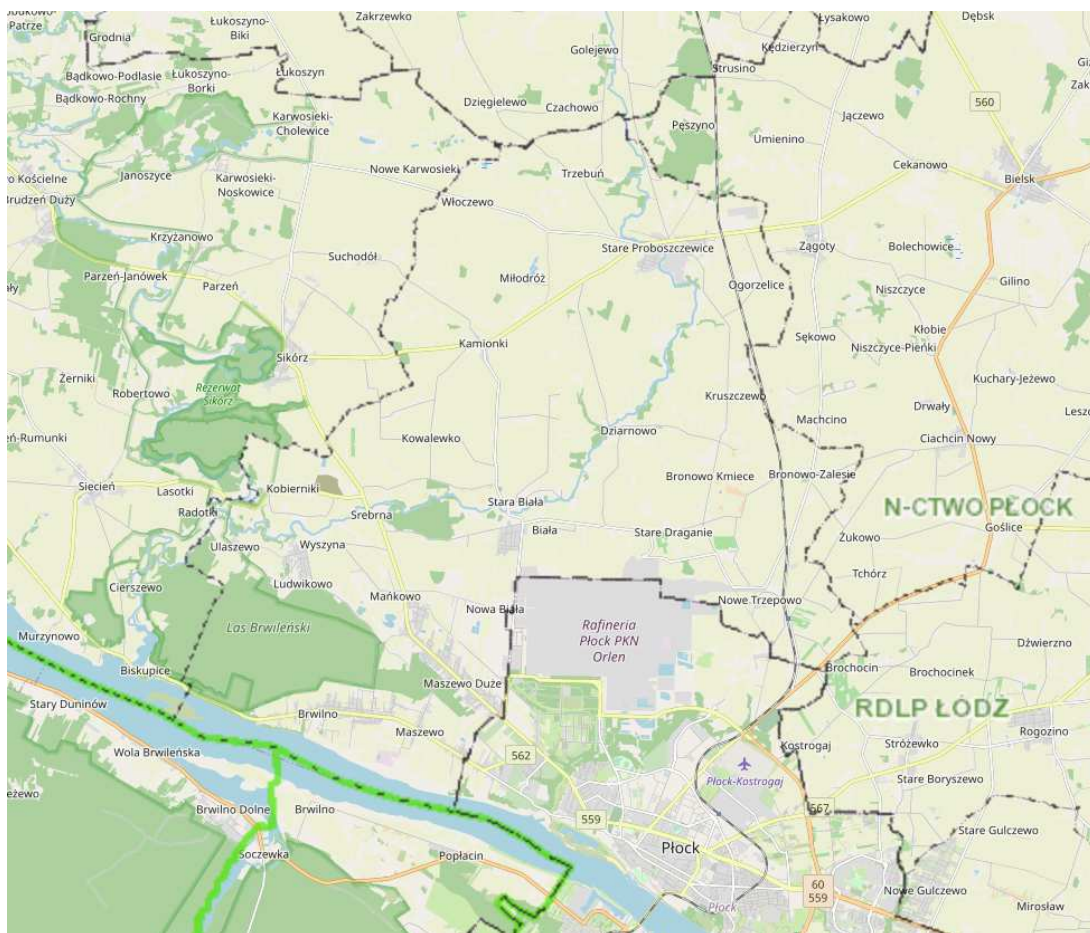 Patrze
Grodnia
Łukoszyno-
Biki
Zakrzewko
Łysakowo
Dębsk
Golejewo
Kędzierzyn
Strusino
Bądkowo-Podlasie
Łukoszyno-
Borki
Łukoszyn
Bądkowo-Rochny
Dzięgielewo
Czachowo
560
Karwosieki-
Cholewice
Pęszyno
Jączewo
Umienino
Janoszyce
Karwosieki-
Noskowice
Nowe Karwosieki
Trzebuń
Cekanowo
Bielsk
wo Kościelne
Brudzeń Duży
Włoczewo
Krzyżanowo
Suchodół
Stare Proboszczewice
Zągoty
Bolechowice
Parzeń-Janówek
Parzeń
Miłodróż
Ogorzelice
Niszczyce
Gilino
Sękowo
Kłobie
Niszczyce-Pieńki
Sikórz
Kamionki
Żerniki
Robertowo
Rezerwat
Sikórz
Kruszczewo
Kuchary-Jeżewo
Drwały
Machcino
eń-Rumunki
Kowalewko
Dziarnowo
Ciachcin Nowy
Siecień
Lasotki
Kobierniki
Bronowo Kmiece
Bronowo-Zalesie
Radotki
Srebrna
Stara Biała
N-CTWO PŁOCK
Goślice
Ulaszewo
Wyszyna
Biała
Stare Draganie
Żukowo
Cierszewo
Ludwikowo
Mańkowo
Tchórz
Nowa Biała
Nowe Trzepowo
Las Brwileński
Rafineria
Płock PKN
Orlen
Murzynowo
Dźwierzno
Biskupice
Maszewo Duże
Brochocin
Brochocinek
Stary Duninów
Brwilno
RDLP ŁÓDŹ
Maszewo
Rogozino
Wola Brwileńska
562
Kostrogaj
Stróżewko
Płock-Kostrogaj
Stare Boryszewo
Brwilno Dolne
Brwilno
559
567
Stare Gulczewo
Soczewka
Popłacin
Płock
60
559
Nowe Gulczewo
Płock
Mirosław